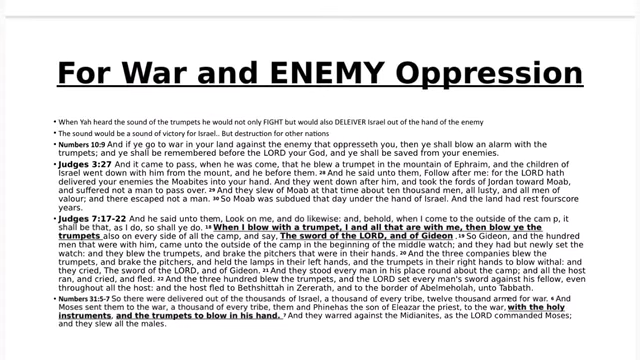 For War and ENEMY Oppression
• When Yah heard the sound of the trumpets he would not only FIGHT but would also DELEIVER Israel out of the hand of the enemy
• The sound would be a sound of victory for Israel.. But destruction for other nations
• Numbers 10:9 And if ye go to war in your land against the enemy that oppresseth you, then ye shall blow an alarm with the
trumpets; and ye shall be remembered before the LORD your God, and ye shall be saved from your enemies.
• Judges 3:27 And it came to pass, when he was come, that he blew a trumpet in the mountain of Ephraim, and the children of
Israel went down with him from the mount, and he before them. 28 And he said unto them, Follow after me: for the LORD hath
delivered your enemies the Moabites into your hand. And they went down after him, and took the fords of Jordan toward Moab,
and suffered not a man to pass over. 29 And they slew of Moab at that time about ten thousand men, all lusty, and all men of
valour; and there escaped not a man. 30 So Moab was subdued that day under the hand of Israel. And the land had rest fourscore
years.
• Judges 7:17-22 And he said unto them, Look on me, and do likewise: and, behold, when I come to the outside of the cam p, it
shall be that, as I do, so shall ye do. 18 When I blow with a trumpet, I and all that are with me, then blow ye the
trumpets also on every side of all the camp, and say, The sword of the LORD, and of Gideon . 19 So Gideon, and the hundred
men that were with him, came unto the outside of the camp in the beginning of the middle watch; and they had but newly set the
watch: and they blew the trumpets, and brake the pitchers that were in their hands. 20 And the three companies blew the
trumpets, and brake the pitchers, and held the lamps in their left hands, and the trumpets in their right hands to blow withal: and
they cried, The sword of the LORD, and of Gideon. 21 And they stood every man in his place round about the camp; and all the host
ran, and cried, and fled. 22 And the three hundred blew the trumpets, and the LORD set every man's sword against his fellow, even
throughout all the host: and the host fled to Bethshittah in Zererath, and to the border of Abelmeholah, unto Tabbath.
• Numbers 31:5-7 So there were delivered out of the thousands of Israel, a thousand of every tribe, twelve thousand armed for war. 6 And
Moses sent them to the war, a thousand of every tribe, them and Phinehas the son of Eleazar the priest, to the war, with the holy
instruments, and the trumpets to blow in his hand. 7 And they warred against the Midianites, as the LORD commanded Moses;
and they slew all the males.